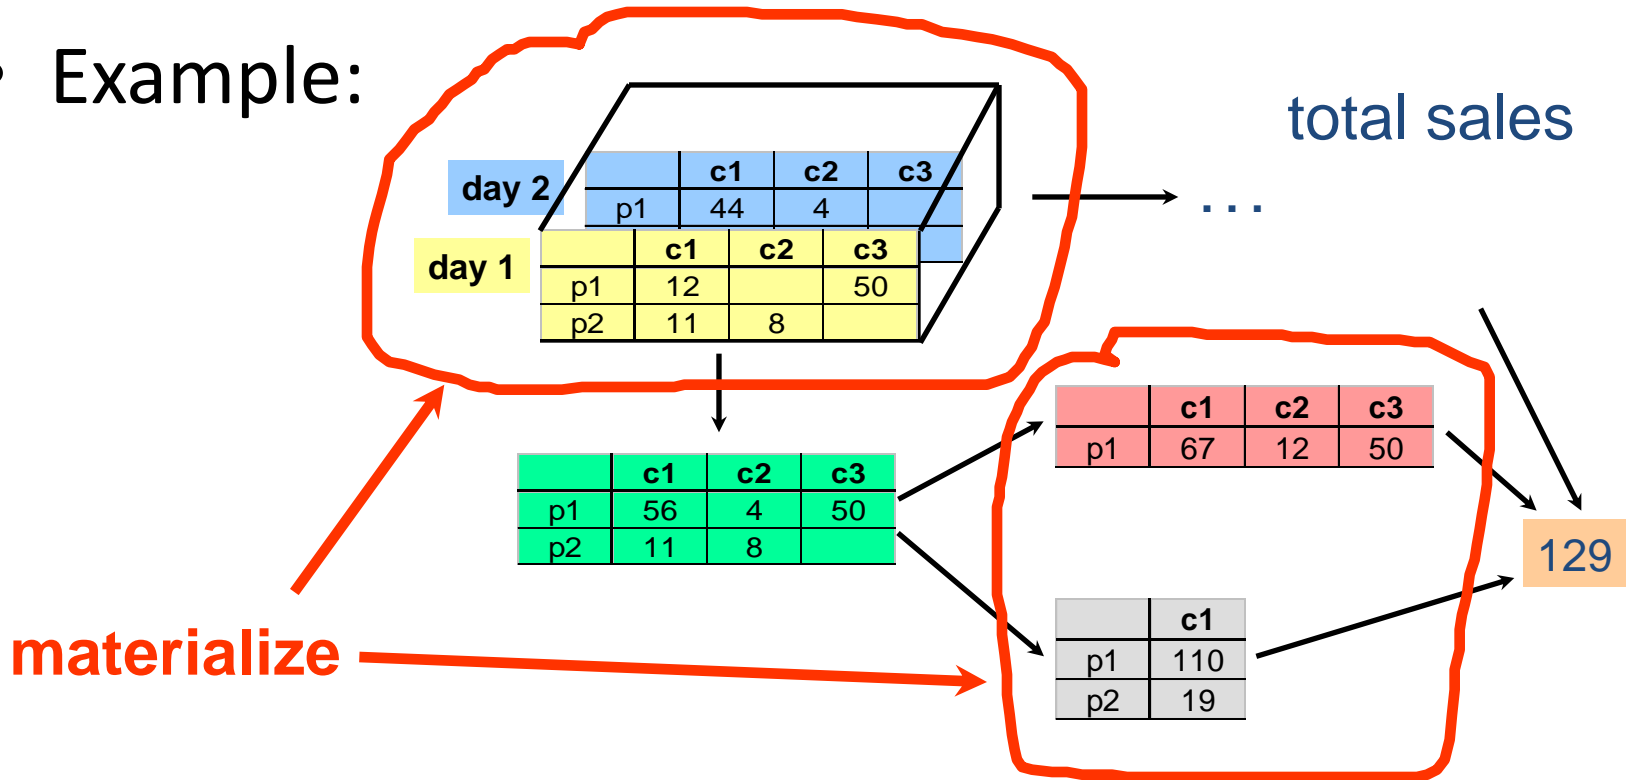 • Example:
total sales
day 2
c1 c2 c3
p1 44 4
...
day 1
c1 c2 c3
p1 12 50
p2 11 8
c1 c2 c3
p1 67 12 50
c1 c2 c3
p1 56 4 50
p2 11 8
129
materialize
c1
p1 110
p2 19